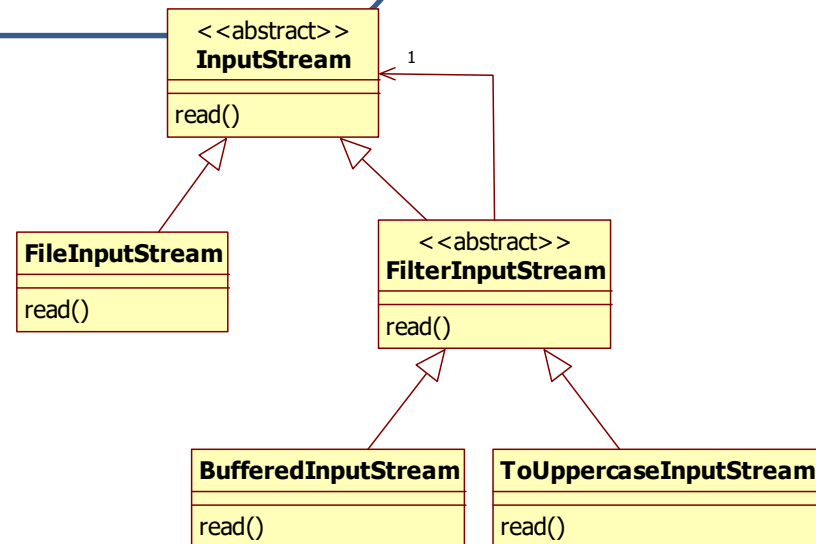 <<abstract>>
InputStream
1
read()
FileInputStream
read()
<<abstract>>
FilterInputStream
read()
BufferedInputStream
read()
ToUppercaseInputStream
read()